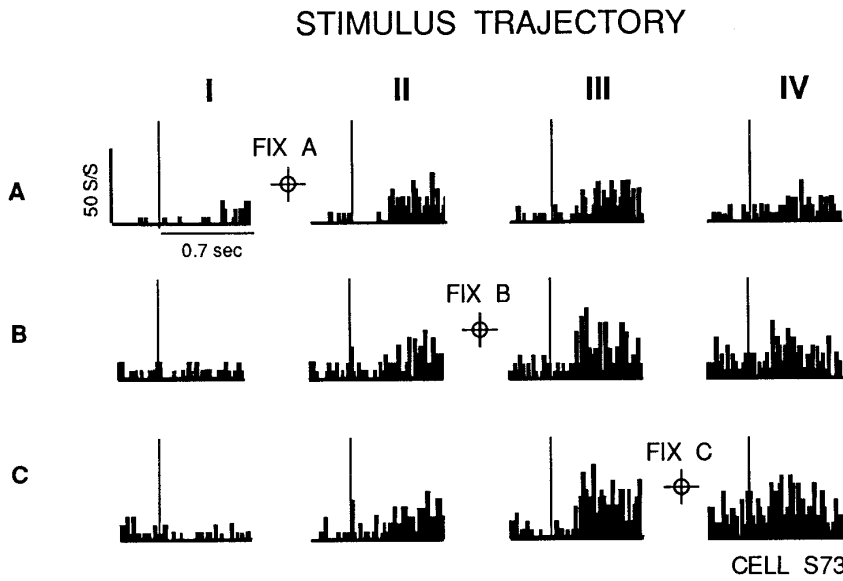 STIMULUS TRAJECTORY
I II III IV
FIX A
A
50 S/S
0.7 sec
FIX B
B
FIX C
C
CELL S73